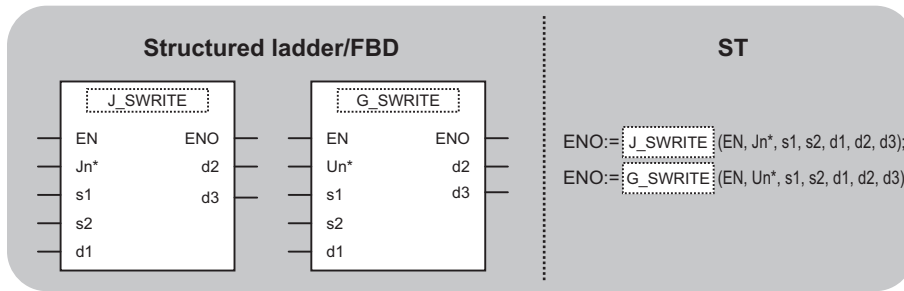 Structured ladder/FBD
J_SWRITE
EN ENO
Jn* d2
s1 d3
s2
d1
G_SWRITE
EN ENO
Un* d2
s1 d3
s2
d1
ST
ENO:= J_SWRITE (EN, Jn*, s1, s2, d1, d2, d3);
ENO:= G_SWRITE (EN, Un*, s1, s2, d1, d2, d3)